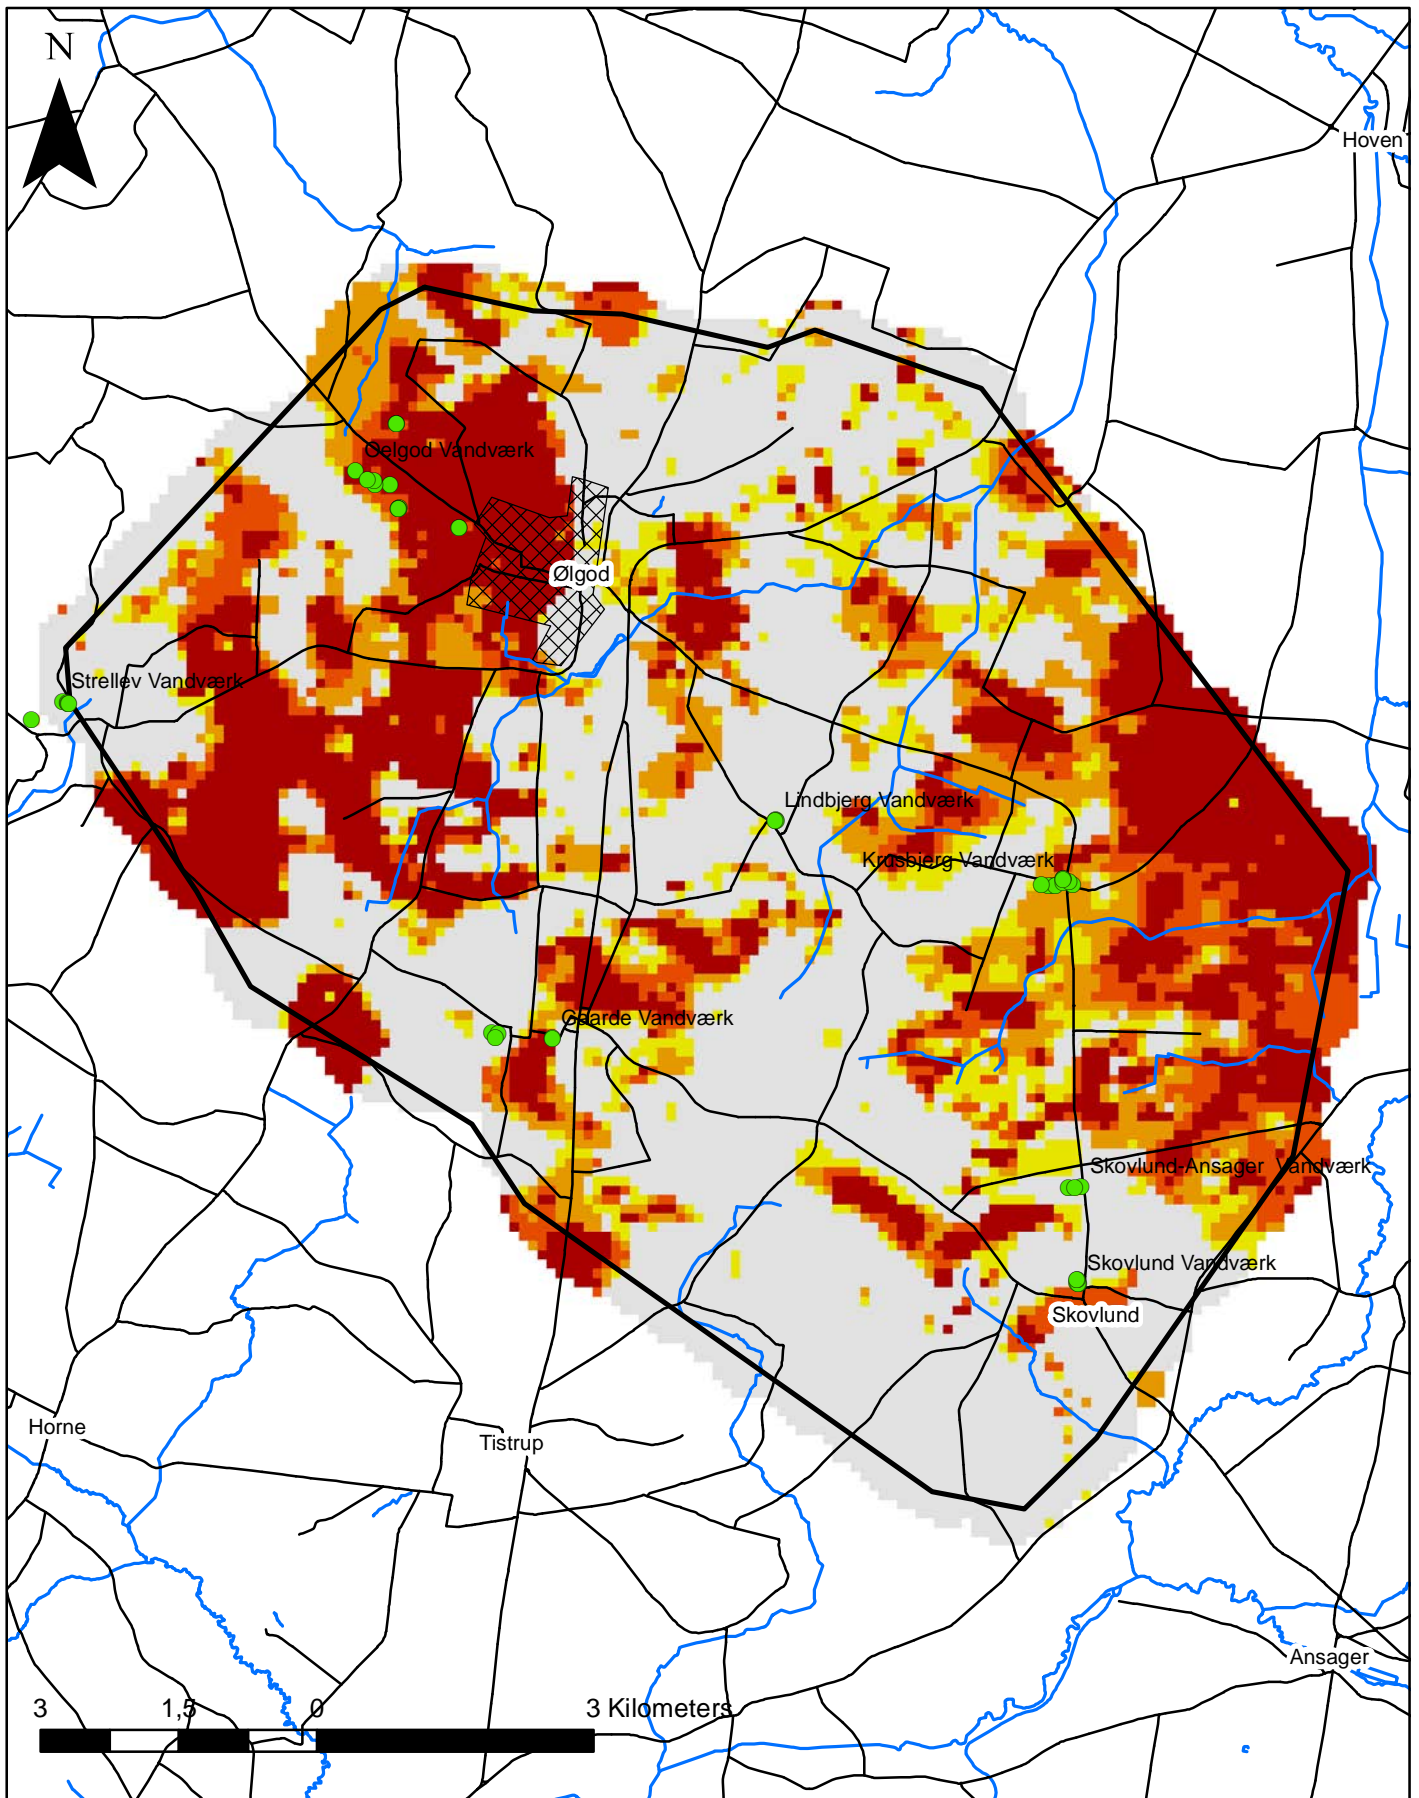 N
Hoven
Oelgod Vandværk
Ølgod
Strellev Vandværk
Lindbjerg Vandværk
Krusbjerg Vandværk
Gaarde Vandværk
Skovlund-Ansager Vandværk
Skovlund Vandværk
Skovlund
Horne
Tistrup
Ansager
3 1,5 0 3 Kilometers